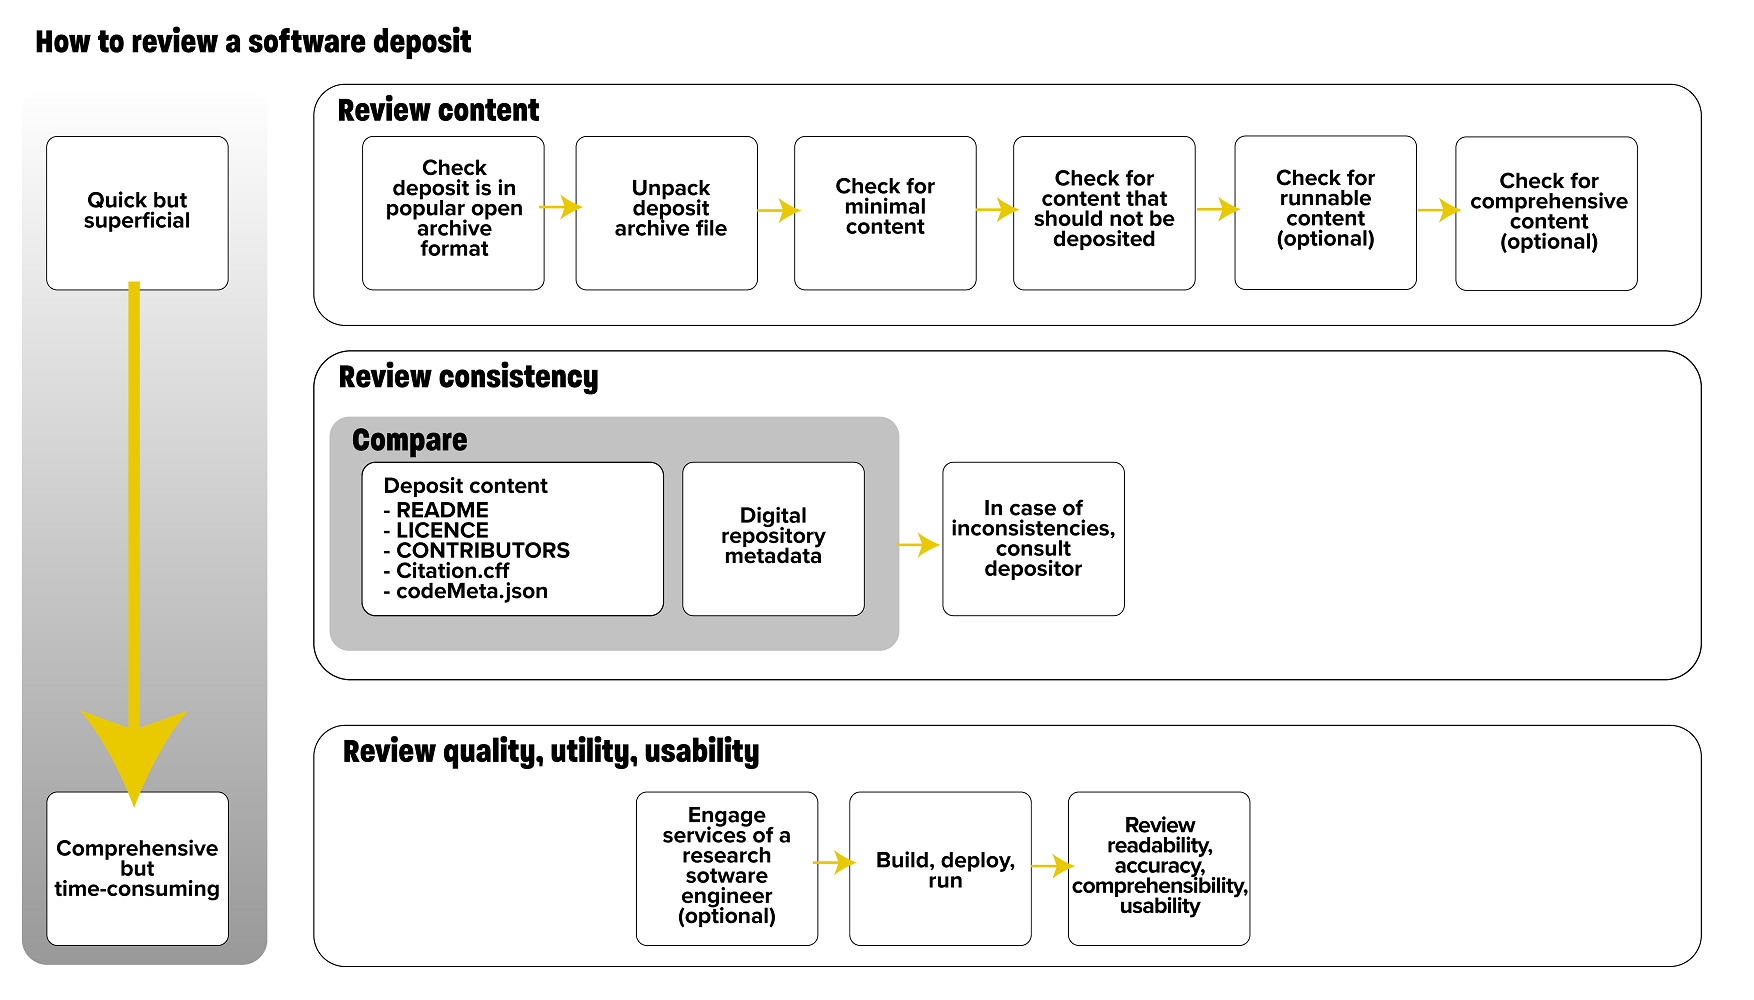 How to review a software deposit
Quick but
superficial
Comprehensive
but
time-consuming
Review content
Check
deposit is in
popular open
archive
format
Unpack
deposit
archive file
Check for
minimal
content
Check for
content that
should not be
deposited
Check for
runnable
content
(optional)
Check for
comprehensive
content
(optional)
Review consistency
Compare
Deposit content
- README
- LICENCE
- CONTRIBUTORS
- Citation.cff
- codeMeta.json
Digital
repository
metadata
In case of
inconsistencies,
consult
depositor
Review quality, utility, usability
Engage
services of a
research
sotware
engineer
(optional)
Build, deploy,
run
Review
readability,
accuracy,
comprehensibility,
usability